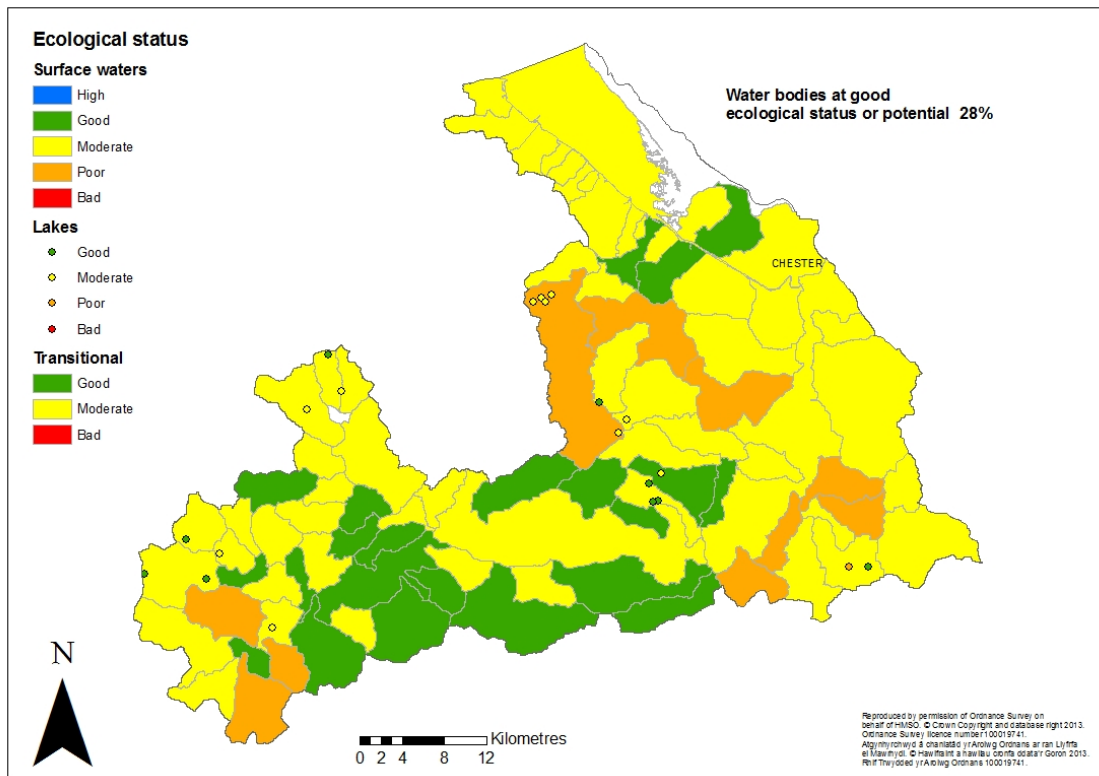 Ecological status
Surface waters
High
Good
Moderate
Poor
Bad
Lakes
Good
Moderate
Poor
Bad
Transitional
Good
Moderate
Bad
Water bodies at good
ecological status or potential 28%
CHESTER
N
Kilometres
0 2 4 8 12
Reproduced by permission of Ordnance Survey on
behalf of HMSO. © Crown Copyright and database right 2013.
Ordnance Survey licence number 100019741.
Atgynhyrchwyd â chaniatâd yr Arolwg Ordnans ar ran Llyfrfa
ei Mawrhydi. © Hawlfraint a hawliau cronfa ddata'r Goron 2013.
Rhif Trwydded yr Arolwg Ordnans 100019741.